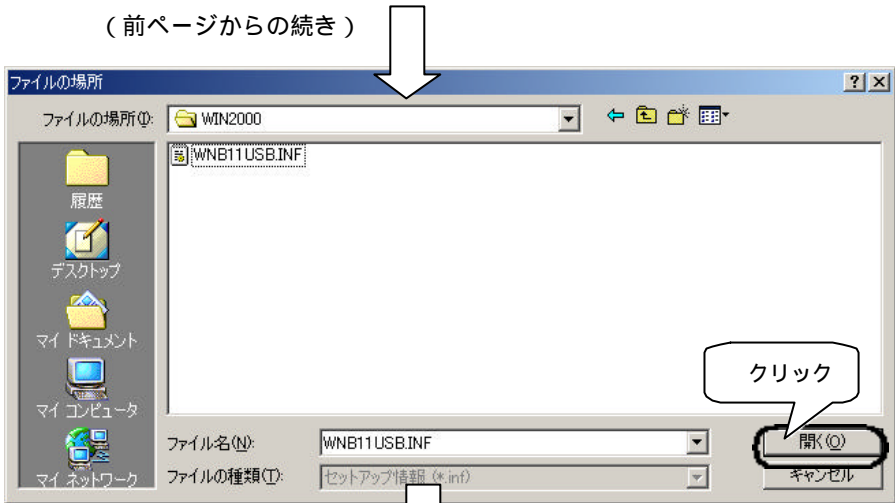 （前ページからの続き）
ファイルの場所
ファイルの場所(I): WIN2000
WNB11USB.INF
履歴
デスクトップ
マイ ドキュメント
マイ コンピュータ
マイ ネットワーク
クリック
ファイル名(N): WNB11USB.INF 開く(O)
ファイルの種類(T): セットアップ情報 (*.inf) キャンセル